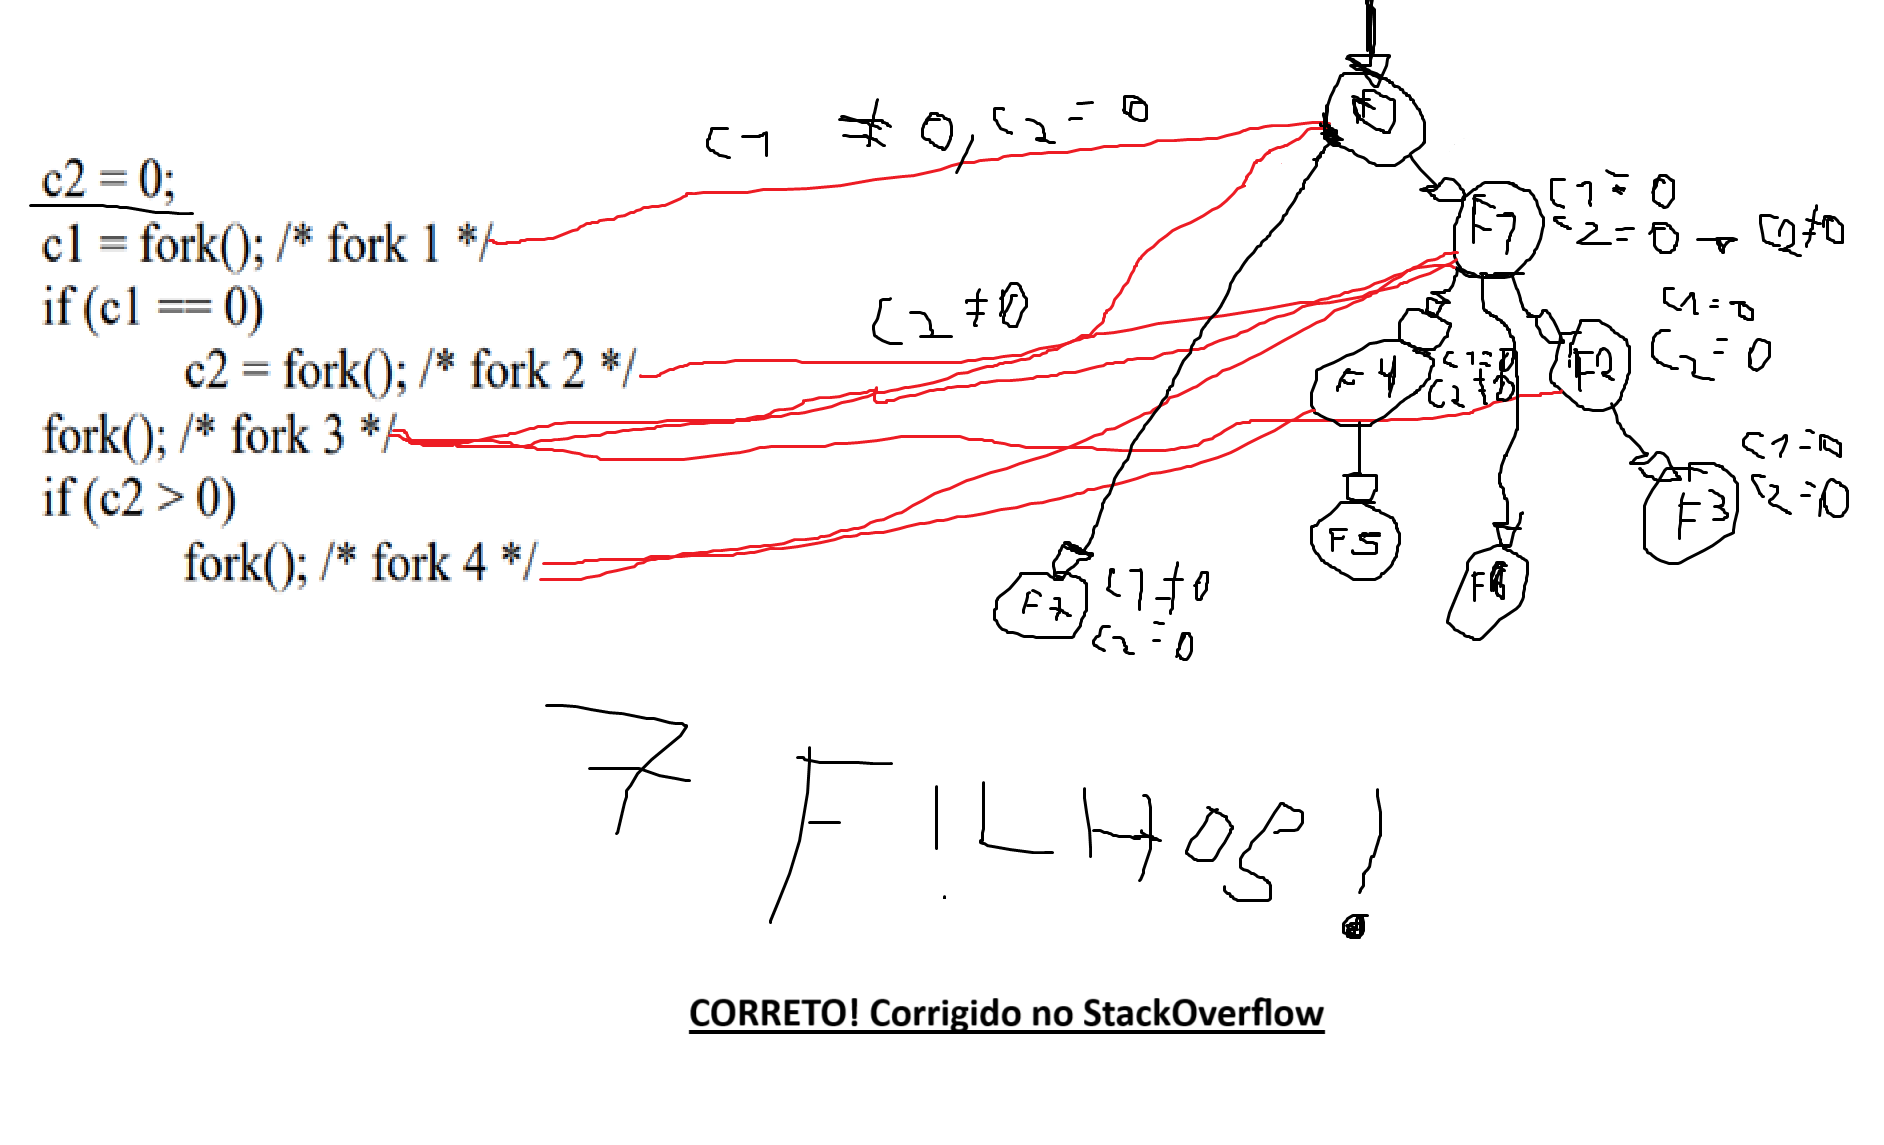 c2 = 0;
c1 = fork(); /* fork 1 */
if (c1 == 0)
c2 = fork(); /* fork 2 */
fork(); /* fork 3 */
if (c2 > 0)
fork(); /* fork 4 */
C1 ≠ 0, C2 = 0
C2 ≠ 0
F1
C1 = 0
C2 = 0 → C2 ≠ 0
F2
C1 = 0
C2 = 0
F4
C1 = 0
C2 ≠ 0
F3
C1 = 0
C2 = 0
F5
F6
F7
C1 ≠ 0
C2 = 0
7 FILHOS!
CORRETO! Corrigido no StackOverflow